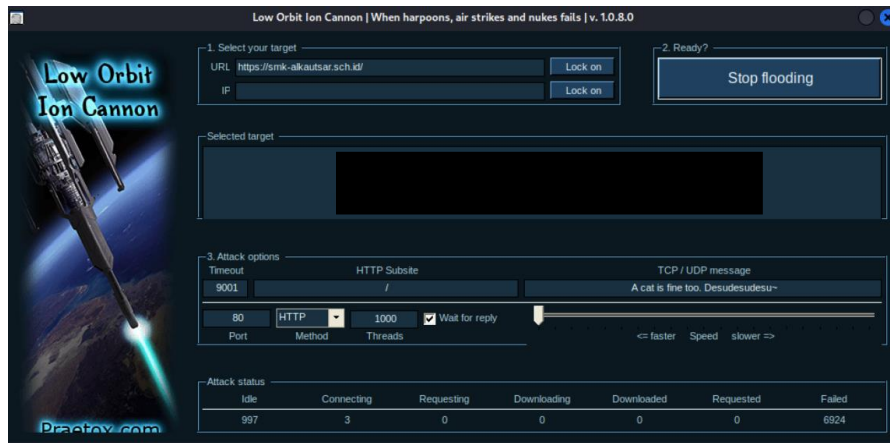 Low Orbit Ion Cannon | When harpoons, air strikes and nukes fails | v. 1.0.8.0
Low Orbit
Ion Cannon
Praetox.com
1. Select your target
URL https://smk-alkautsar.sch.id/ Lock on
IP Lock on
2. Ready?
Stop flooding
Selected target
3. Attack options
Timeout HTTP Subsite TCP / UDP message
9001 / A cat is fine too. Desudesudesu~
80 HTTP 1000 Wait for reply
Port Method Threads <= faster Speed slower =>
Attack status
Idle Connecting Requesting Downloading Downloaded Requested Failed
997 3 0 0 0 0 6924